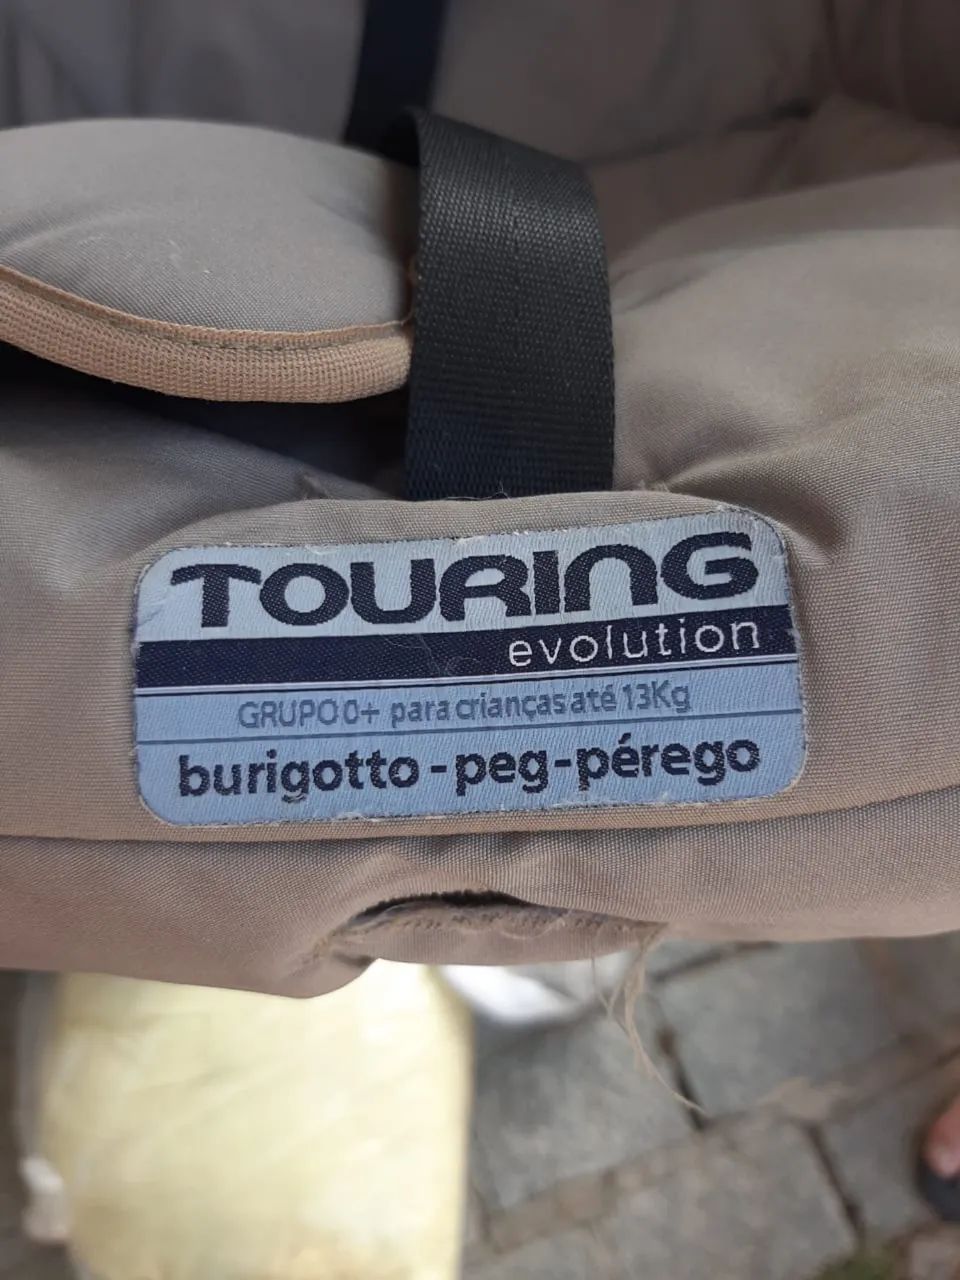 TOURING
evolution
GRUPO 0+ para crianças até 13Kg
burigotto-peg-pérego